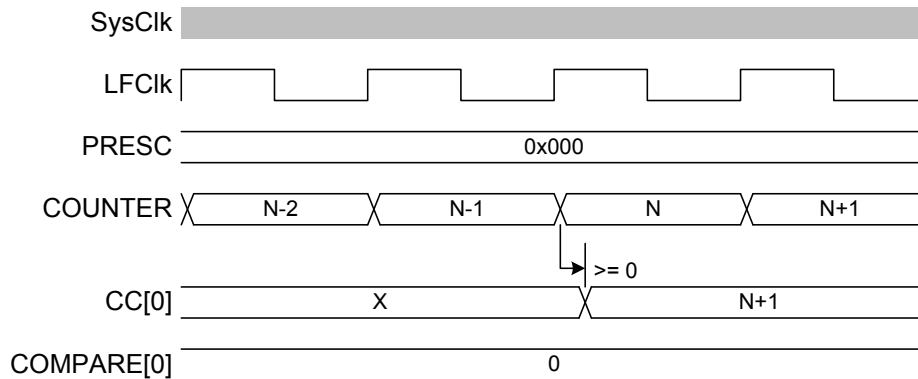 SysClk
LFClk
PRESC 0x000
COUNTER N-2 N-1 N N+1
>= 0
CC[0] X N+1
COMPARE[0] 0